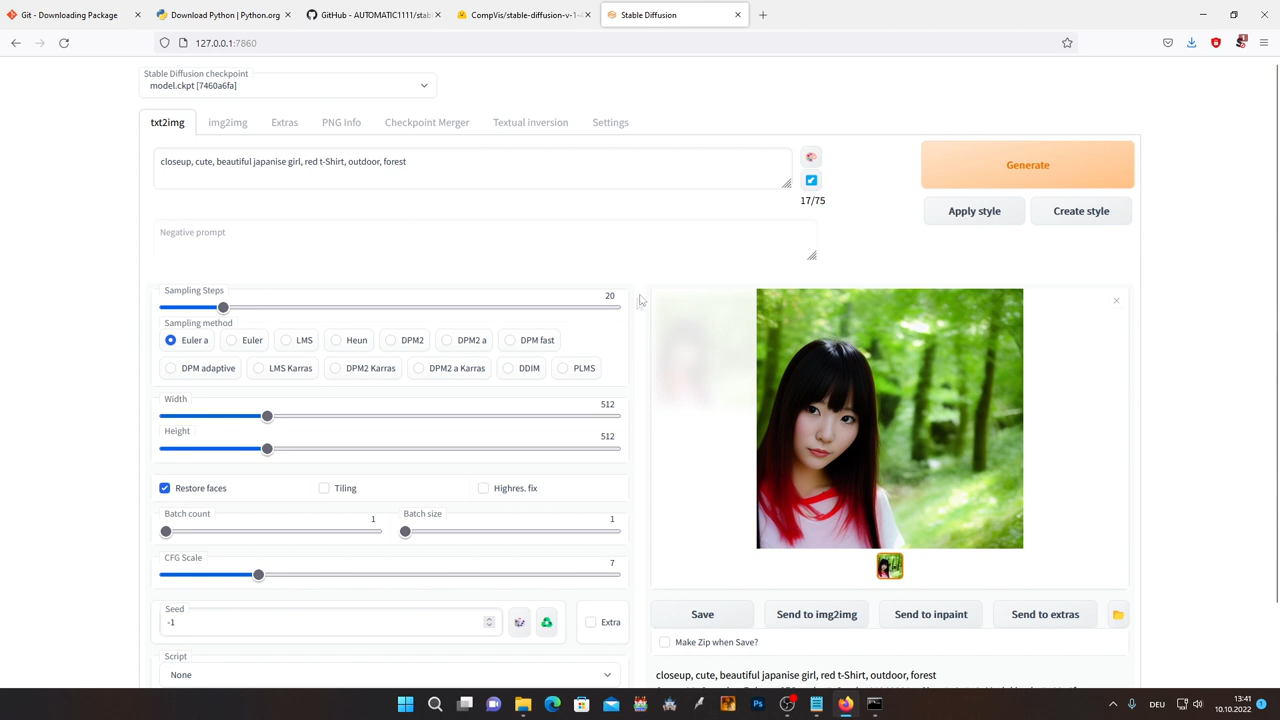 Git - Downloading Package
Download Python | Python.org
GitHub - AUTOMATIC1111/stabl
CompVis/stable-diffusion-v-1-
Stable Diffusion
127.0.0.1:7860
Stable Diffusion checkpoint
model.ckpt [7460a6fa]
txt2img
img2img
Extras
PNG Info
Checkpoint Merger
Textual inversion
Settings
closeup, cute, beautiful japanise girl, red t-Shirt, outdoor, forest
17/75
Generate
Apply style
Create style
Negative prompt
Sampling Steps
20
Sampling method
Euler a
Euler
LMS
Heun
DPM2
DPM2 a
DPM fast
DPM adaptive
LMS Karras
DPM2 Karras
DPM2 a Karras
DDIM
PLMS
Width
512
Height
512
Restore faces
Tiling
Highres. fix
Batch count
1
Batch size
1
CFG Scale
7
Seed
-1
Extra
Script
None
Save
Send to img2img
Send to inpaint
Send to extras
Make Zip when Save?
closeup, cute, beautiful japanise girl, red t-Shirt, outdoor, forest
DEU
13:41
10.10.2022